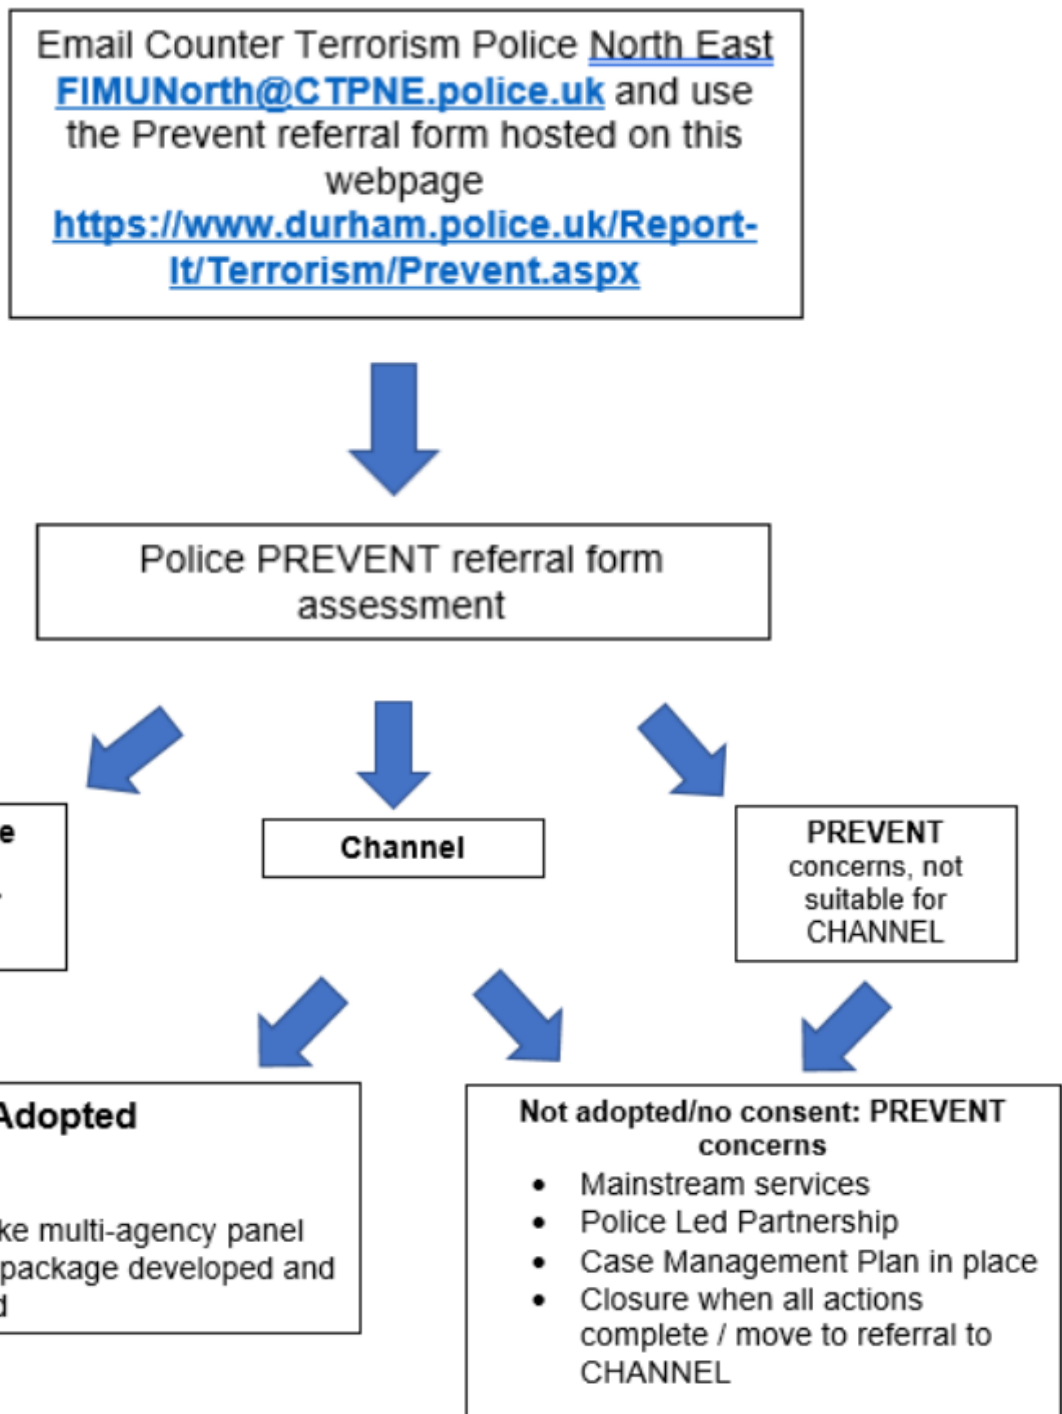 Email Counter Terrorism Police North East
FIMUNorth@CTPNE.police.uk and use
the Prevent referral form hosted on this
webpage
https://www.durham.police.uk/Report-
It/Terrorism/Prevent.aspx
Police PREVENT referral form
assessment
Channel
PREVENT
concerns, not
suitable for
CHANNEL
Adopted
multi-agency panel
package developed and
Not adopted/no consent: PREVENT
concerns
• Mainstream services
• Police Led Partnership
• Case Management Plan in place
• Closure when all actions
complete / move to referral to
CHANNEL